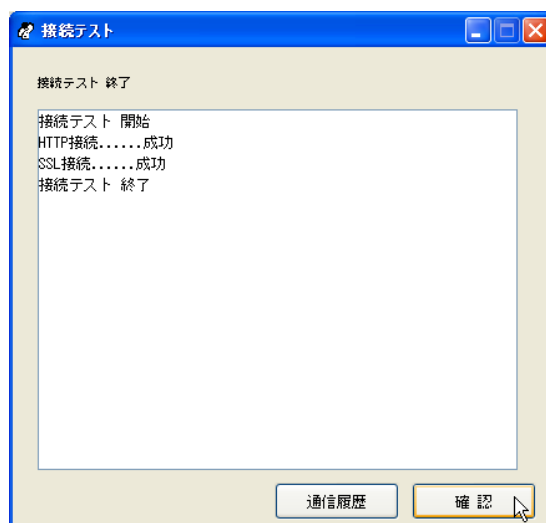 接続テスト
接続テスト 終了
接続テスト 開始
HTTP接続......成功
SSL接続......成功
接続テスト 終了
通信履歴
確 認